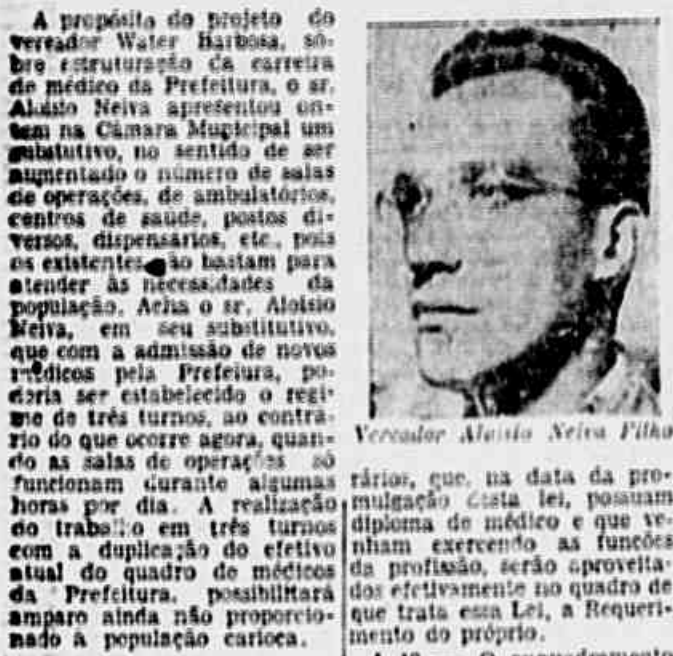 A propósito do projeto do
vereador Water Barbosa, sô-
bre estruturação da carreira
de médico da Prefeitura, o sr.
Aloisio Neiva apresentou on-
tem na Câmara Municipal um
substutivo, no sentido de ser
aumentado o número de salas
de operações, de ambulatórios,
centros de saúde, postos di-
versos, dispensários, etc., pois
os existentes não bastam para
atender às necessidades da
população. Acha o sr. Aloisio
Neiva, em seu substitutivo,
que com a admissão de novos
médicos pela Prefeiura, po-
deria ser estabelecido o regi-
me de três turnos, ao contrá-
rio do que ocorre agora, quan-
do as salas de operações só
funcionam durante algumas
horas por dia. A realização
do trabalho em três turnos
com a duplicação do efetivo
atual do quadro de médicos
da Prefeitura, possibilitará
amparo ainda não proporcio-
nado à população carioca.
Vereador Aloisio Neiva Filho
rários, que, na data da pro-
mulgação desta lei, possuam
diploma de médico e que ve-
nham exercendo as funcões
da profissão, serão aproveita-
dos efetivamente no quadro de
que trata essa Lei, a Requeri-
mento do próprio.